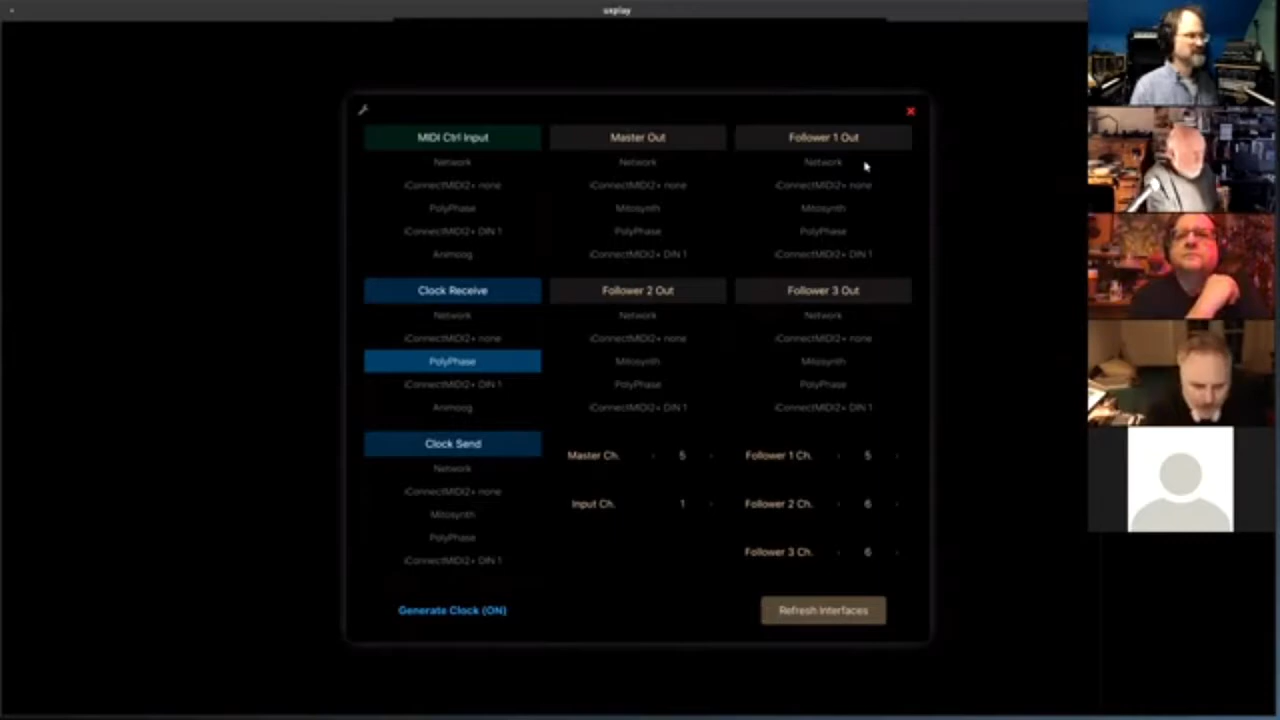 uxplay
MIDI Ctrl Input
Network
iConnectMIDI2+ none
PolyPhase
iConnectMIDI2+ DIN 1
Animoog
Master Out
Network
iConnectMIDI2+ none
Mitosynth
PolyPhase
iConnectMIDI2+ DIN 1
Follower 1 Out
Network
iConnectMIDI2+ none
Mitosynth
PolyPhase
iConnectMIDI2+ DIN 1
Clock Receive
Network
iConnectMIDI2+ none
PolyPhase
iConnectMIDI2+ DIN 1
Animoog
Follower 2 Out
Network
iConnectMIDI2+ none
Mitosynth
PolyPhase
iConnectMIDI2+ DIN 1
Follower 3 Out
Network
iConnectMIDI2+ none
Mitosynth
PolyPhase
iConnectMIDI2+ DIN 1
Clock Send
Network
iConnectMIDI2+ none
Mitosynth
PolyPhase
iConnectMIDI2+ DIN 1
Master Ch. 5
Follower 1 Ch. 5
Input Ch. 1
Follower 2 Ch. 6
Follower 3 Ch. 6
Generate Clock (ON)
Refresh Interfaces